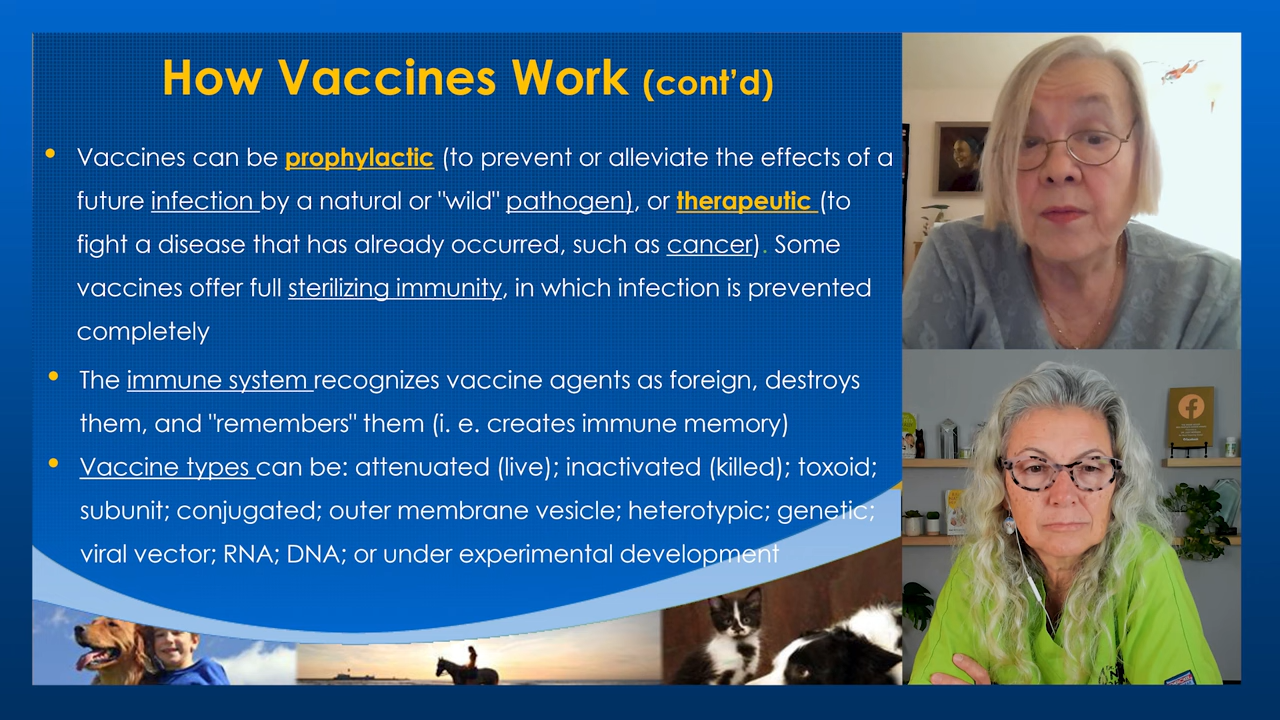 How Vaccines Work (cont'd)
• Vaccines can be prophylactic (to prevent or alleviate the effects of a
future infection by a natural or "wild" pathogen), or therapeutic (to
fight a disease that has already occurred, such as cancer). Some
vaccines offer full sterilizing immunity, in which infection is prevented
completely
• The immune system recognizes vaccine agents as foreign, destroys
them, and "remembers" them (i. e. creates immune memory)
• Vaccine types can be: attenuated (live); inactivated (killed); toxoid;
subunit; conjugated; outer membrane vesicle; heterotypic; genetic;
viral vector; RNA; DNA; or under experimental development